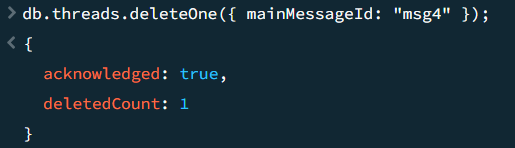 > db.threads.deleteOne({ mainMessageId: "msg4" });
< {
acknowledged: true,
deletedCount: 1
}